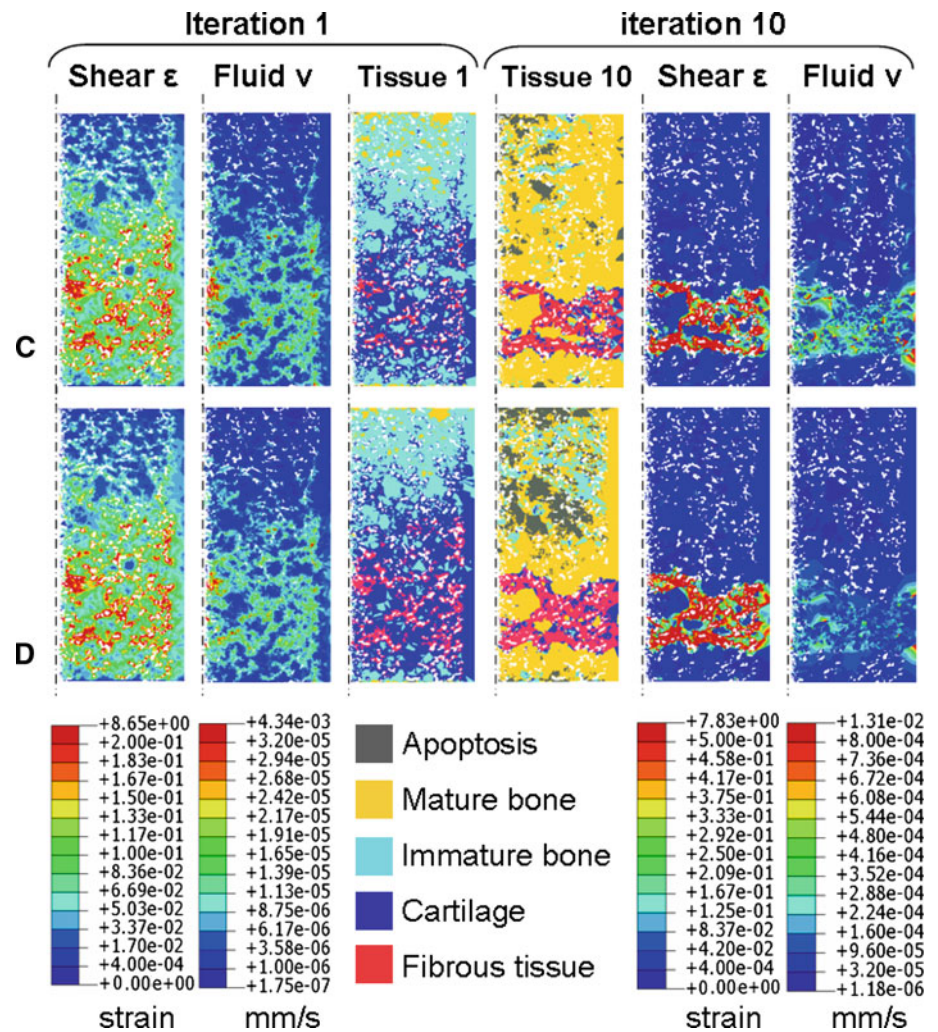 Iteration 1
iteration 10
Shear ε
Fluid v
Tissue 1
Tissue 10
Shear ε
Fluid v
C
D
+8.65e+00
+2.00e-01
+1.83e-01
+1.67e-01
+1.50e-01
+1.33e-01
+1.17e-01
+1.00e-01
+8.36e-02
+6.69e-02
+5.03e-02
+3.37e-02
+1.70e-02
+4.00e-04
+0.00e+00
strain
+4.34e-03
+3.20e-05
+2.94e-05
+2.68e-05
+2.42e-05
+2.17e-05
+1.91e-05
+1.65e-05
+1.39e-05
+1.13e-05
+8.75e-06
+6.17e-06
+3.58e-06
+1.00e-06
+1.75e-07
mm/s
Apoptosis
Mature bone
Immature bone
Cartilage
Fibrous tissue
+7.83e+00
+5.00e-01
+4.58e-01
+4.17e-01
+3.75e-01
+3.33e-01
+2.92e-01
+2.50e-01
+2.09e-01
+1.67e-01
+1.25e-01
+8.37e-02
+4.20e-02
+4.00e-04
+0.00e+00
strain
+1.31e-02
+8.00e-04
+7.36e-04
+6.72e-04
+6.08e-04
+5.44e-04
+4.80e-04
+4.16e-04
+3.52e-04
+2.88e-04
+2.24e-04
+1.60e-04
+9.60e-05
+3.20e-05
+1.18e-06
mm/s